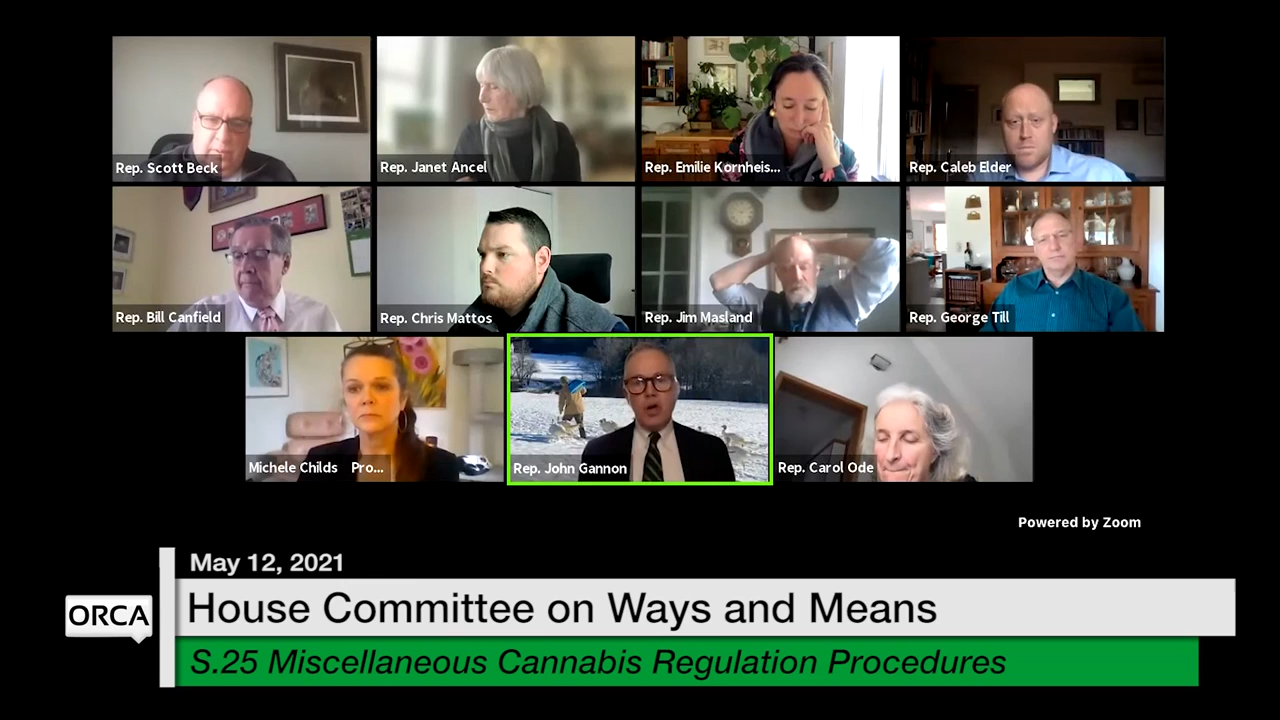 Rep. Scott Beck
Rep. Janet Ancel
Rep. Emilie Kornheis...
Rep. Caleb Elder
Rep. Bill Canfield
Rep. Chris Mattos
Rep. Jim Masland
Rep. George Till
Michele Childs Pro...
Rep. John Gannon
Rep. Carol Ode
Powered by Zoom
May 12, 2021
ORCA
House Committee on Ways and Means
S.25 Miscellaneous Cannabis Regulation Procedures